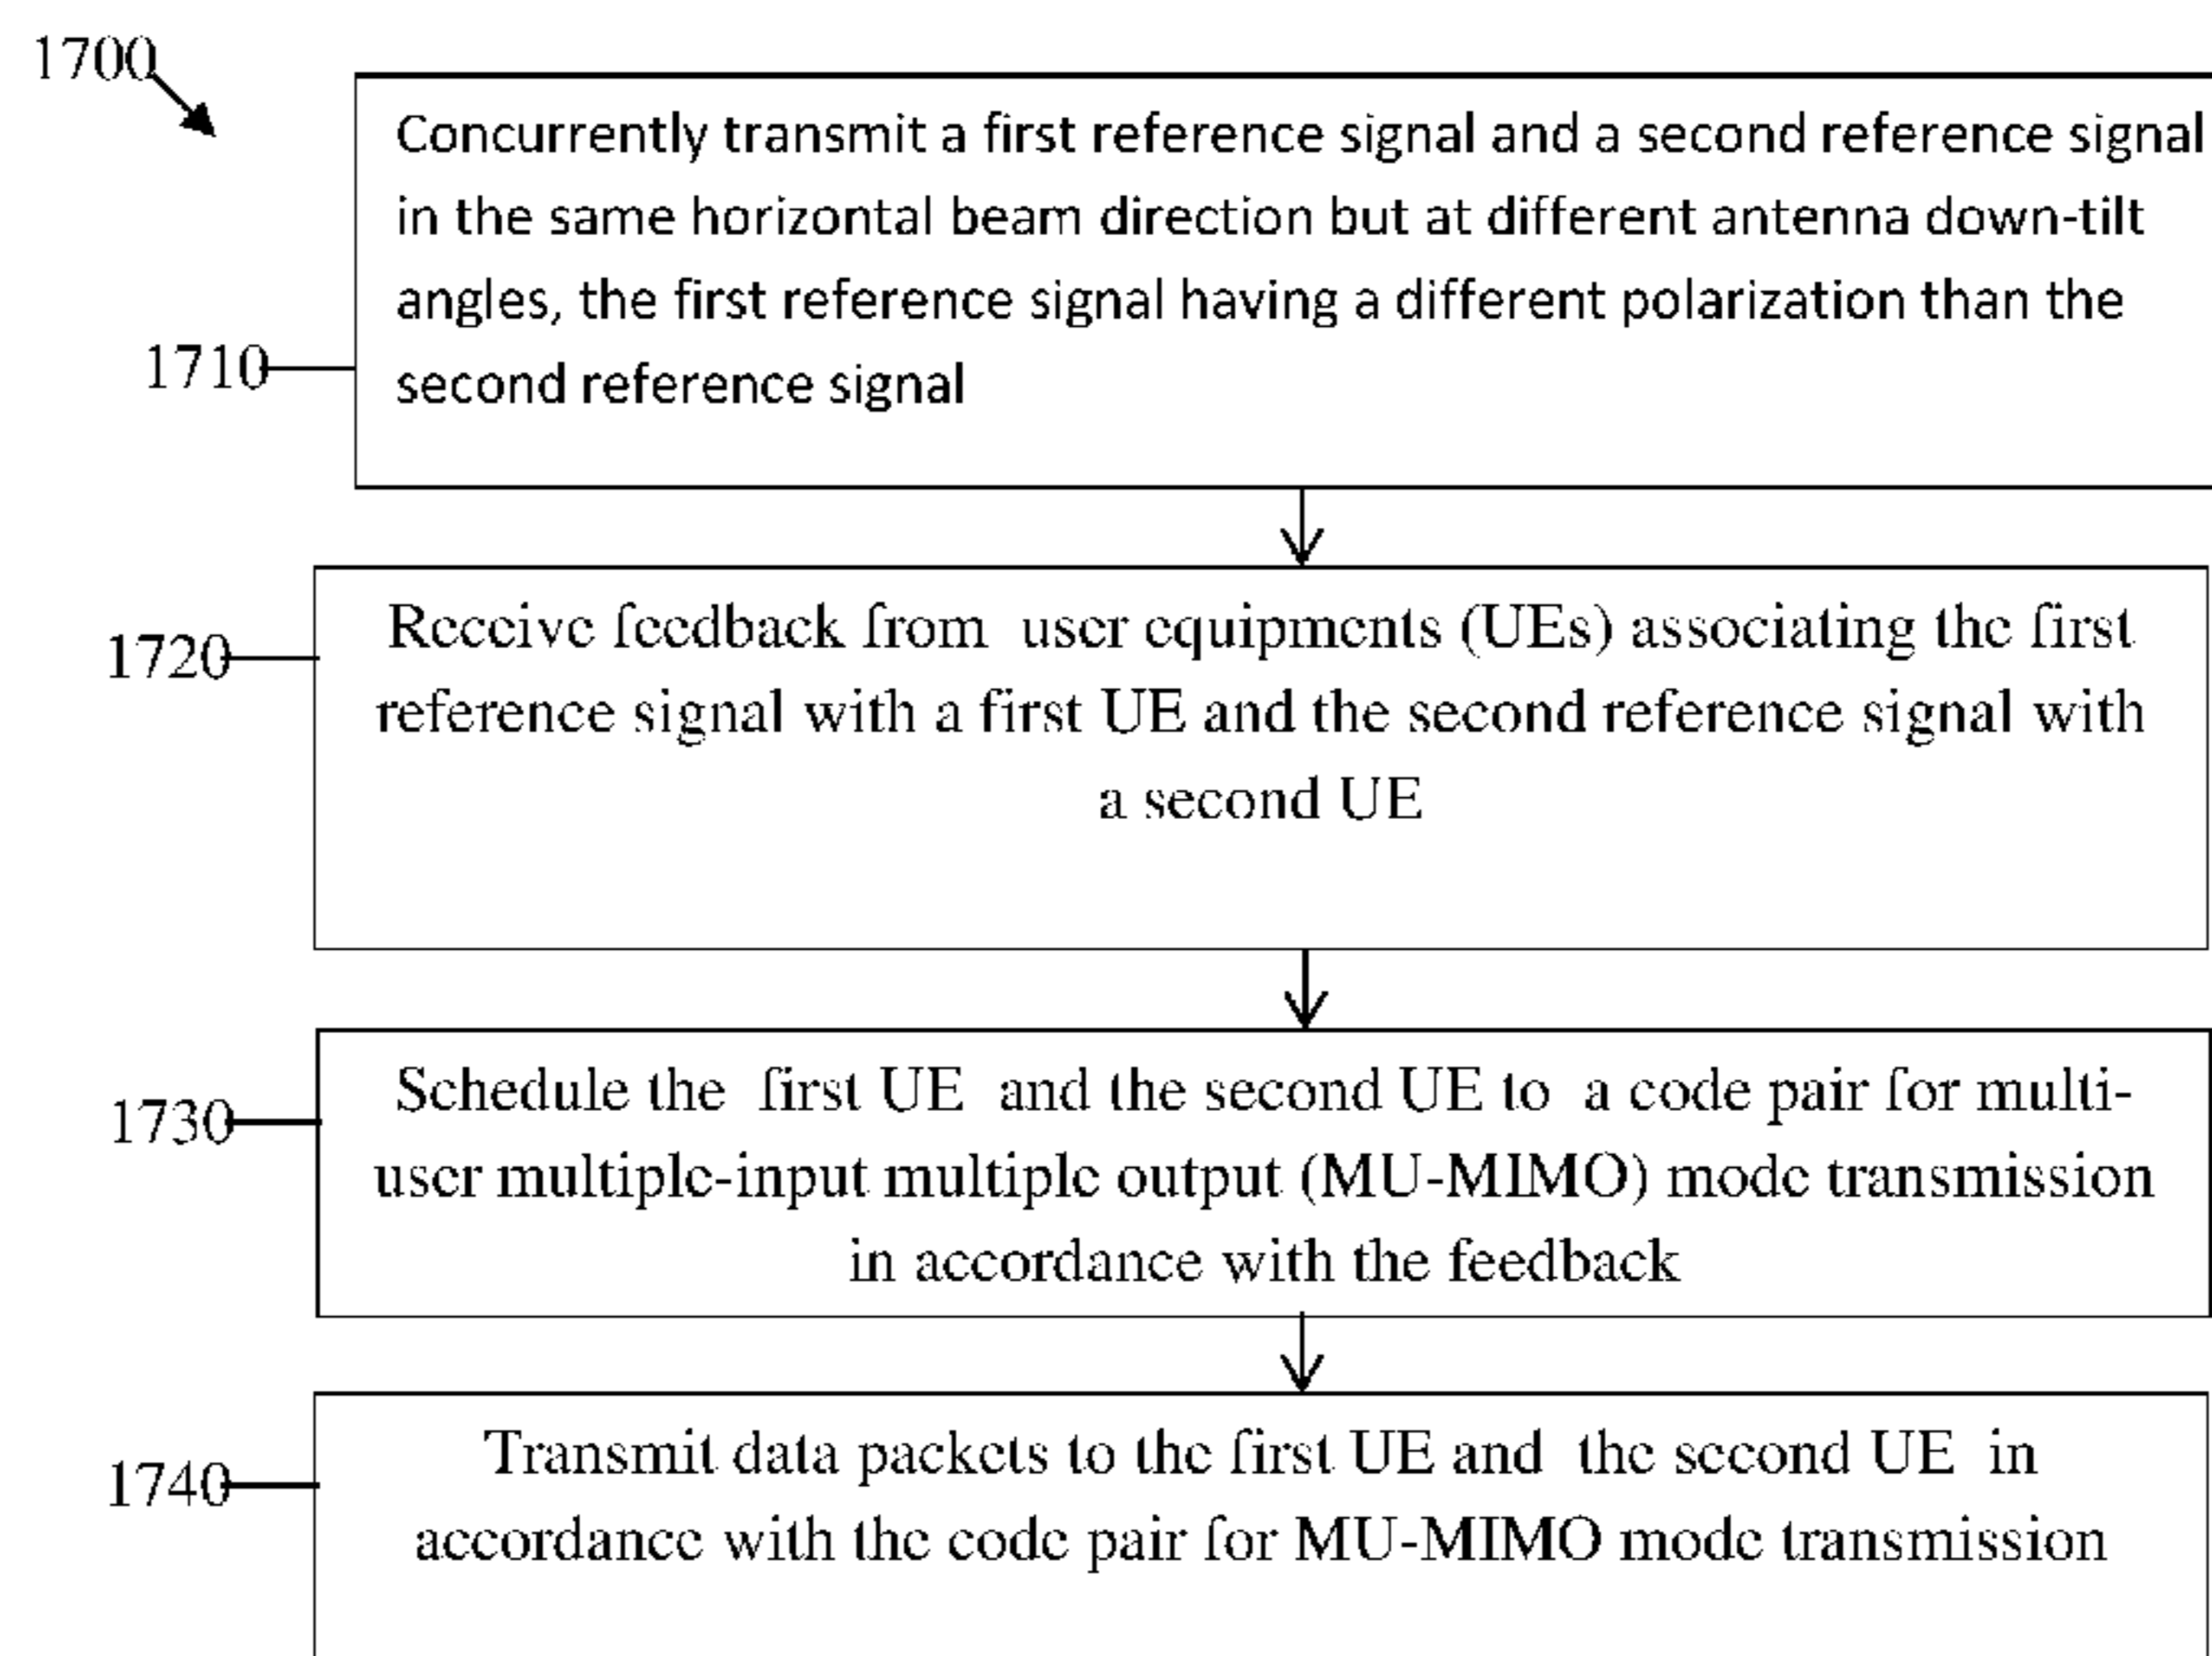 1700
Concurrently transmit a first reference signal and a second reference signal
in the same horizontal beam direction but at different antenna down-tilt
angles, the first reference signal having a different polarization than the
second reference signal
1710
Receive feedback from user equipments (UEs) associating the first
reference signal with a first UE and the second reference signal with
a second UE
1720
Schedule the first UE and the second UE to a code pair for multi-
user multiple-input multiple output (MU-MIMO) mode transmission
in accordance with the feedback
1730
Transmit data packets to the first UE and the second UE in
accordance with the code pair for MU-MIMO mode transmission
1740